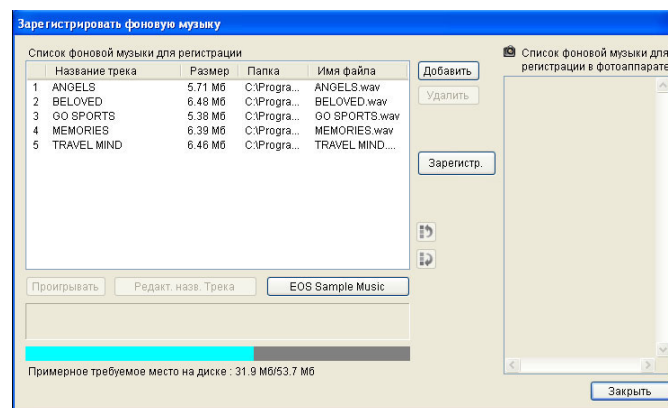 Зарегистрировать фоновую музыку
Список фоновой музыки для регистрации
Название трека Размер Папка Имя файла
1 ANGELS 5.71 Мб C:\Progra... ANGELS.wav
2 BELOVED 6.48 Мб C:\Progra... BELOVED.wav
3 GO SPORTS 5.38 Мб C:\Progra... GO SPORTS.wav
4 MEMORIES 6.39 Мб C:\Progra... MEMORIES.wav
5 TRAVEL MIND 6.46 Мб C:\Progra... TRAVEL MIND....
Добавить
Удалить
Зарегистр.
Проигрывать Редакт. назв. Трека EOS Sample Music
Примерное требуемое место на диске : 31.9 Мб/53.7 Мб
Список фоновой музыки для
регистрации в фотоаппарате
Закрыть